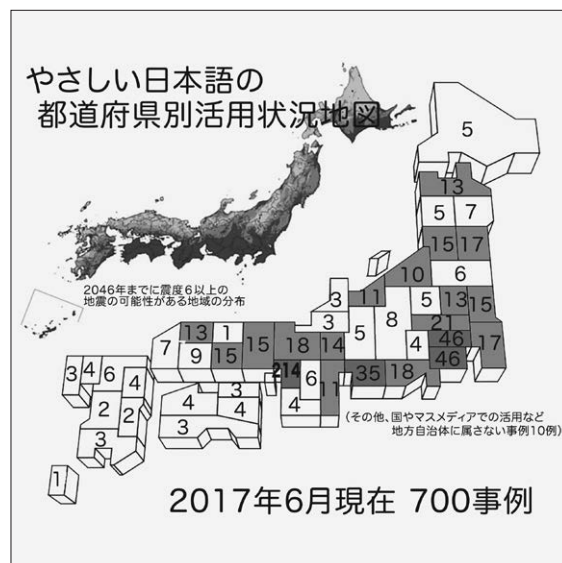 やさしい日本語の
都道府県別活用状況地図
5
13
5 7
15 17
10 6
3 11 5 13 15
3 5 8 21
13 1 46
7 9 15 15 18 14 4 46 17
3 4 6 214 6 35 18
4 3 4 11
2 2 4 4
3 3
1
2046年までに震度6以上の
地震の可能性がある地域の分布
(その他、国やマスメディアでの活用など
地方自治体に属さない事例10例)
2017年6月現在 700事例